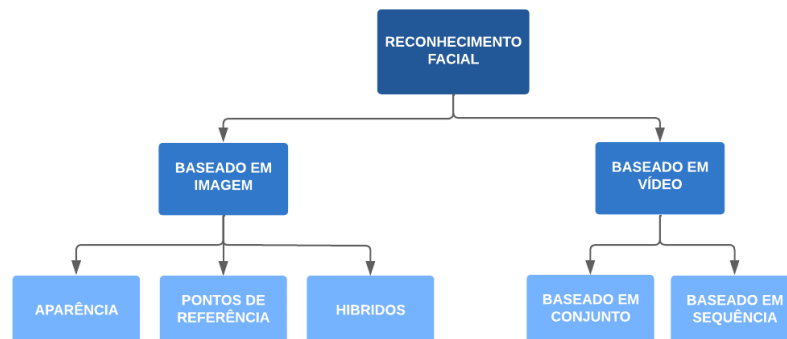 RECONHECIMENTO
FACIAL
BASEADO EM
IMAGEM
BASEADO EM
VÍDEO
APARÊNCIA
PONTOS DE
REFERÊNCIA
HIBRIDOS
BASEADO EM
CONJUNTO
BASEADO EM
SEQUÊNCIA